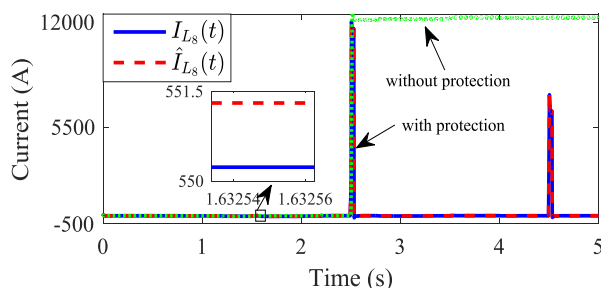 12000
I_{L_8}(t)
Î_{L_8}(t)
without protection
551.5
5500
with protection
550
1.63254
1.63256
-500
0 1 2 3 4 5
Current (A)
Time (s)